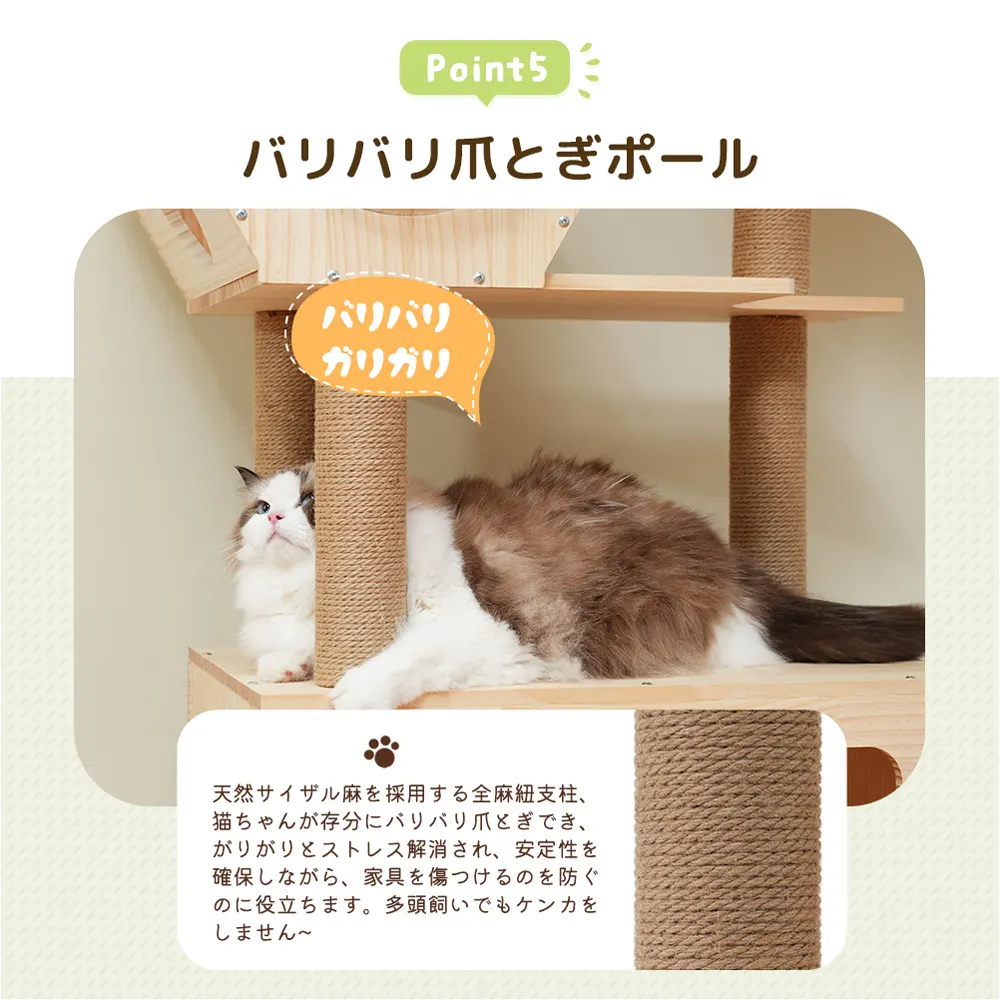 Point5
バリバリ爪とぎポール
バリバリ
ガリガリ
天然サイザル麻を採用する全麻紐支柱、
猫ちゃんが存分にバリバリ爪とぎでき、
がりがりとストレス解消され、安定性を
確保しながら、家具を傷つけるのを防ぐ
のに役立ちます。多頭飼いでもケンカを
しません~